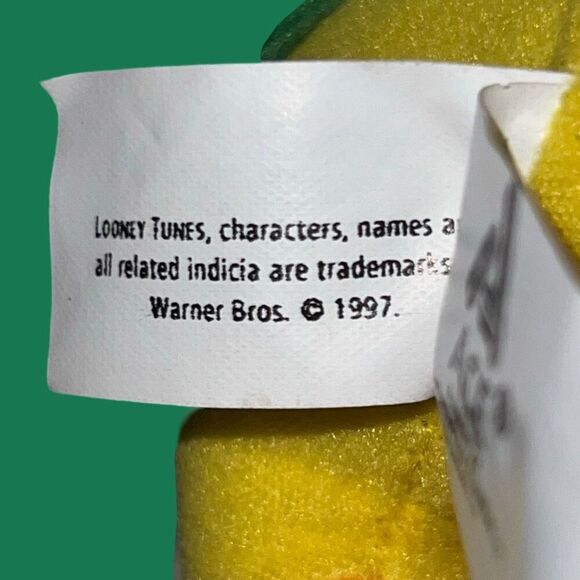 LOONEY TUNES, characters, names a
all related indicia are trademarks
Warner Bros. © 1997.